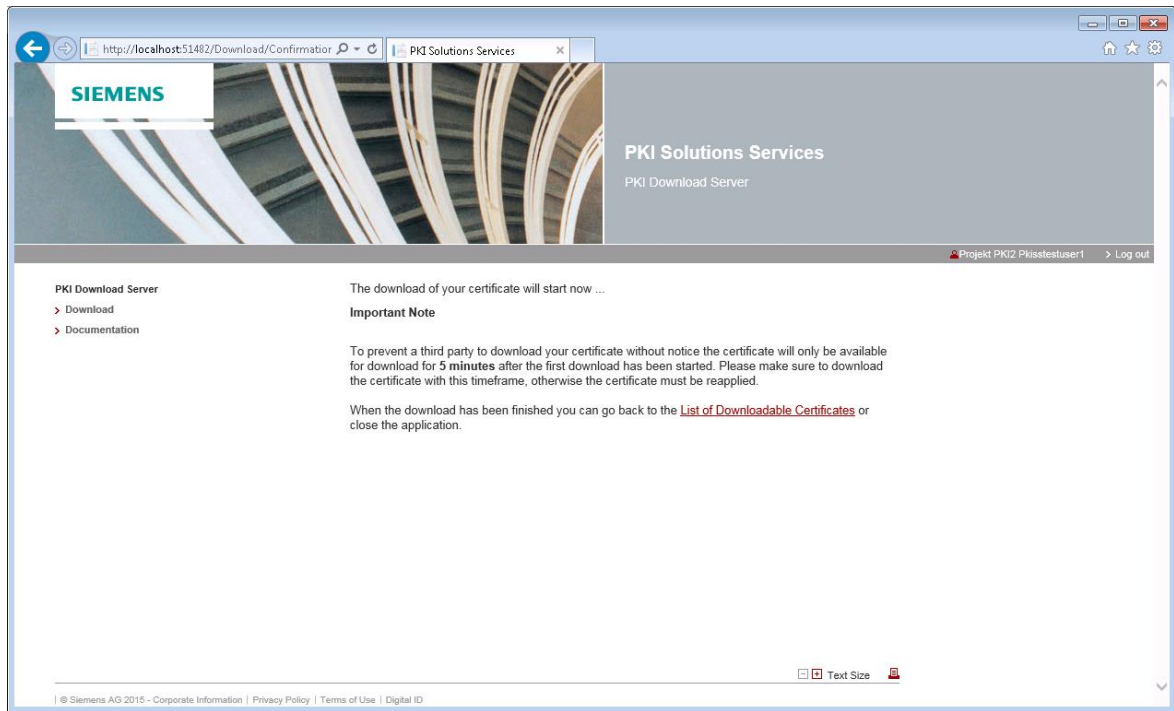 http://localhost:51482/Download/Confirmation
PKI Solutions Services
SIEMENS
PKI Solutions Services
PKI Download Server
Projekt PKI2 Pkisstestuser1 > Log out
PKI Download Server
> Download
> Documentation
The download of your certificate will start now ...
Important Note
To prevent a third party to download your certificate without notice the certificate will only be available
for download for 5 minutes after the first download has been started. Please make sure to download
the certificate with this timeframe, otherwise the certificate must be reapplied.
When the download has been finished you can go back to the List of Downloadable Certificates or
close the application.
Text Size
| © Siemens AG 2015 - Corporate Information | Privacy Policy | Terms of Use | Digital ID